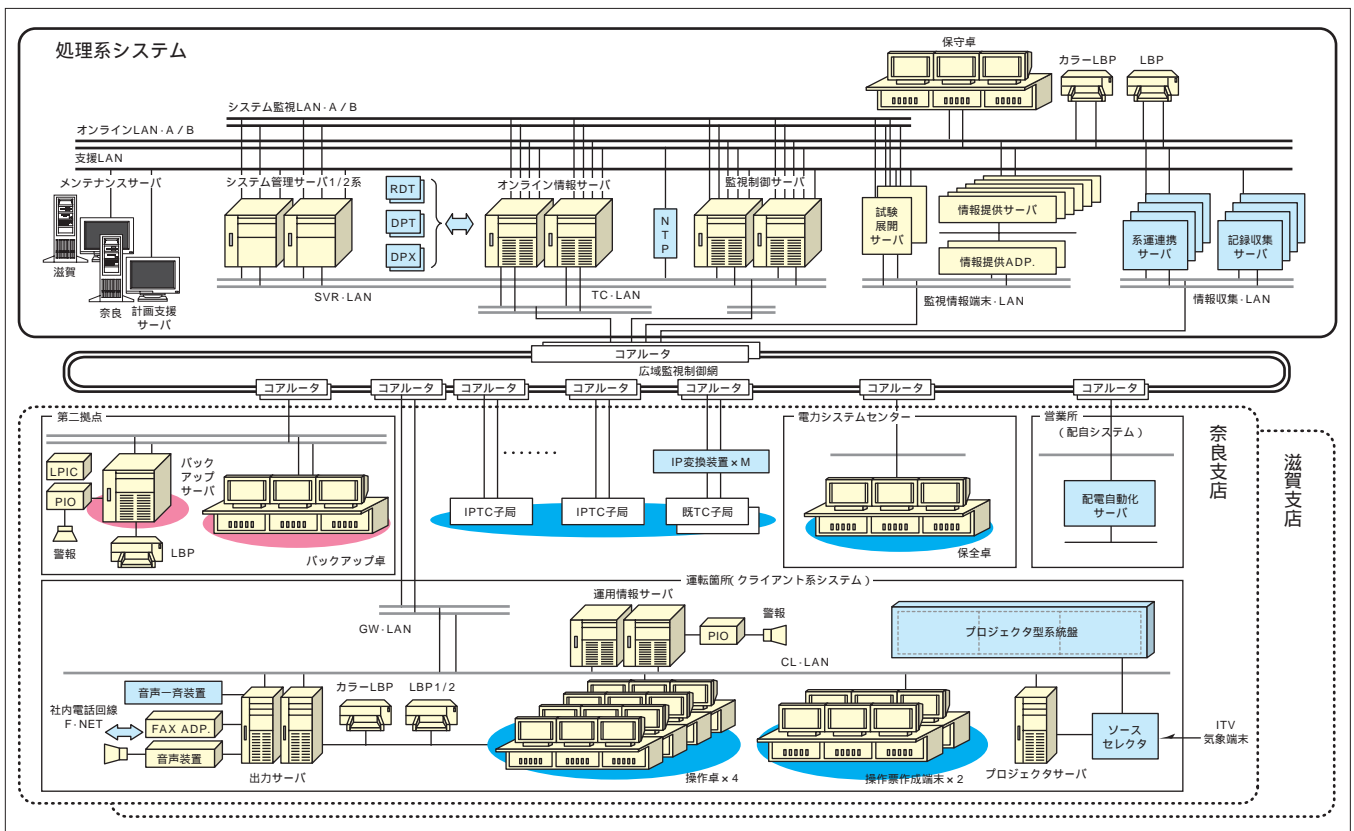 処理系システム
保守卓
カラーLBP
LBP
システム監視LAN・A/B
オンラインLAN・A/B
支援LAN
メンテナンスサーバ
システム管理サーバ1/2系
オンライン情報サーバ
監視制御サーバ
RDT
DPT
DPX
NTP
試験
展開
サーバ
情報提供サーバ
情報提供ADP.
系運連携
サーバ
記録収集
サーバ
滋賀
奈良
計画支援
サーバ
SVR・LAN
TC・LAN
監視情報端末・LAN
情報収集・LAN
コアルータ
広域監視制御網
コアルータ
コアルータ
コアルータ
コアルータ
コアルータ
コアルータ
コアルータ
第二拠点
電力システムセンター
営業所
(配自システム)
奈良支店
滋賀支店
LPIC
PIO
警報
バック
アップ
サーバ
LBP
バックアップ卓
・・・・・・・
IP変換装置×M
IPTC子局
IPTC子局
既TC子局
保全卓
配電自動化
サーバ
運転箇所(クライアント系システム)
運用情報サーバ
PIO
警報
プロジェクタ型系統盤
GW・LAN
CL・LAN
音声一斉装置
社内電話回線
F・NET
FAX ADP.
音声装置
出力サーバ
カラーLBP
LBP1/2
操作卓×4
操作票作成端末×2
プロジェクタサーバ
ソース
セレクタ
ITV
気象端末